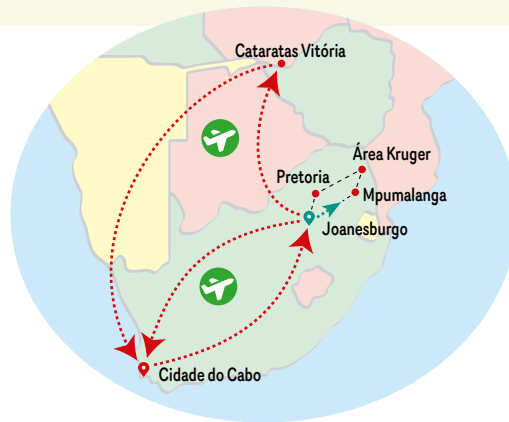 Cataratas Vitória
Área Kruger
Pretoria
Mpumalanga
Joanesburgo
Cidade do Cabo